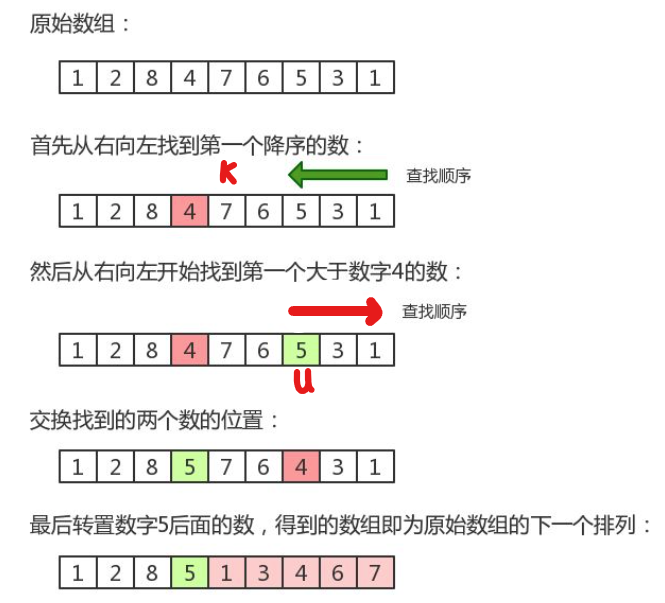 原始数组：
1 2 8 4 7 6 5 3 1
首先从右向左找到第一个降序的数：
K
查找顺序
1 2 8 4 7 6 5 3 1
然后从右向左开始找到第一个大于数字4的数：
查找顺序
1 2 8 4 7 6 5 3 1
u
交换找到的两个数的位置：
1 2 8 5 7 6 4 3 1
最后转置数字5后面的数，得到的数组即为原始数组的下一个排列：
1 2 8 5 1 3 4 6 7